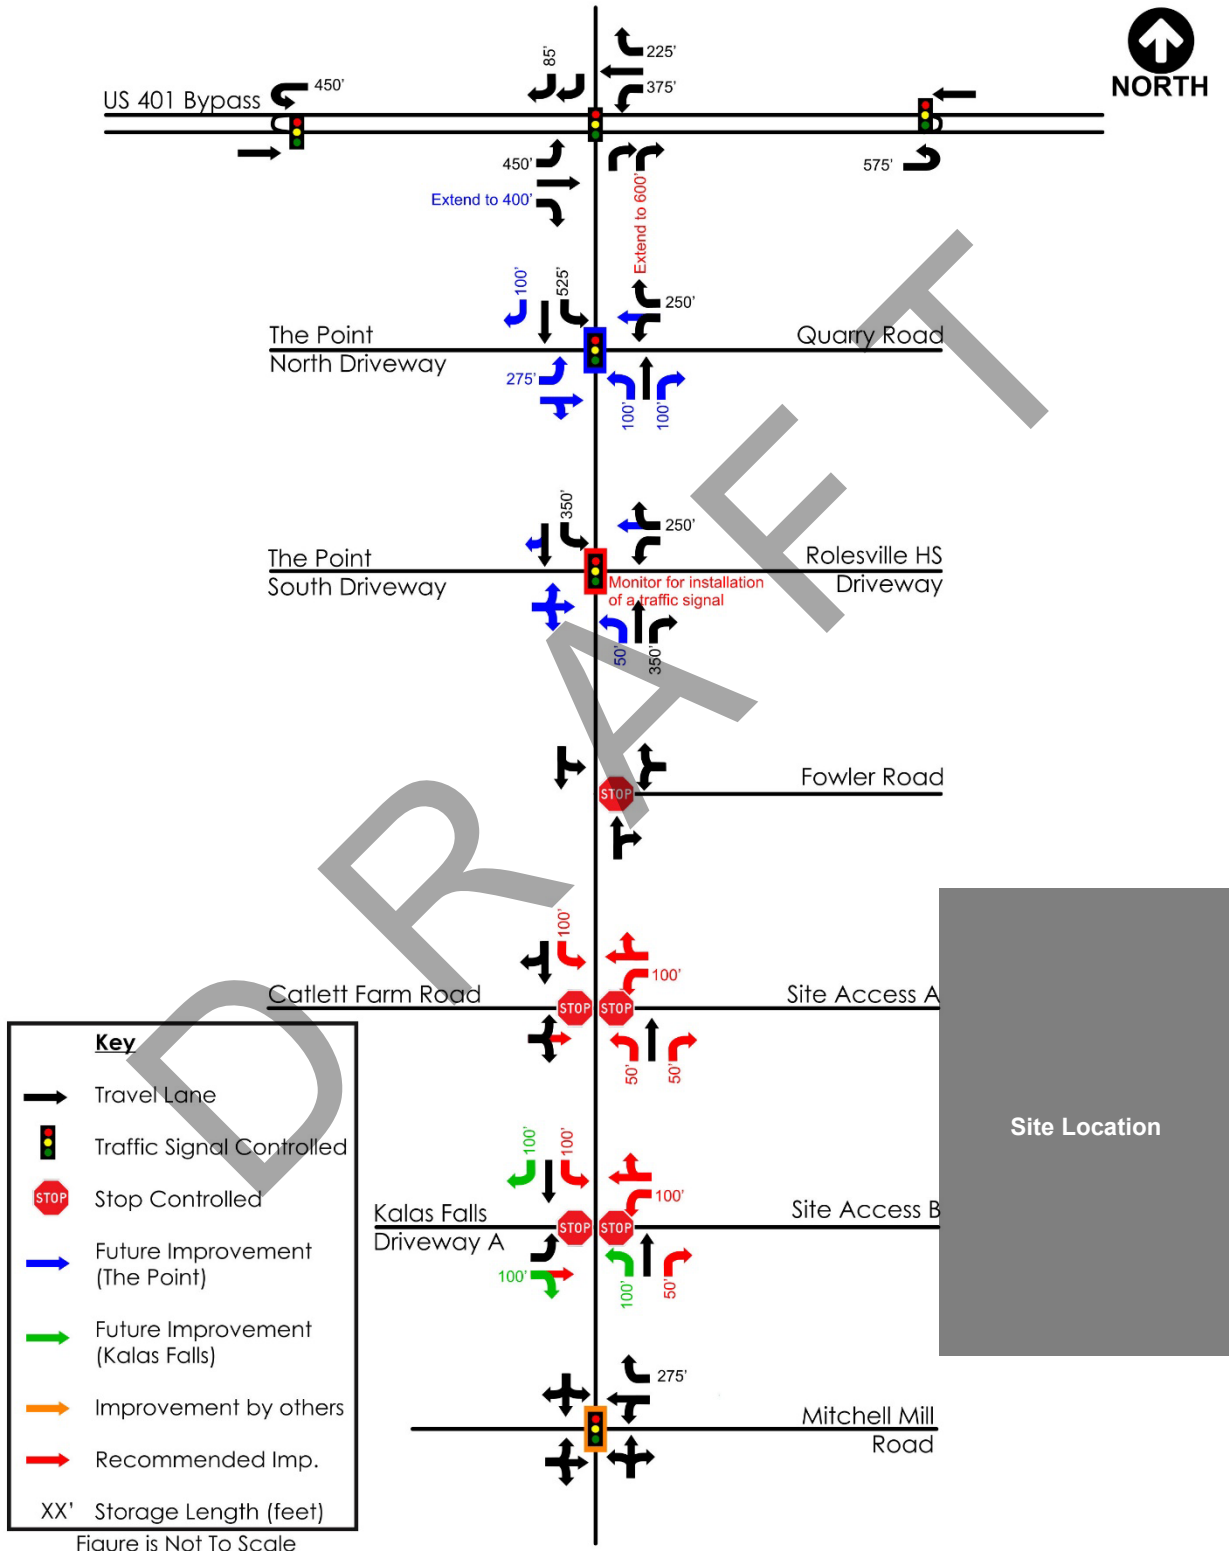 NORTH
85'
225'
375'
450'
US 401 Bypass
450'
Extend to 400'
Extend to 600'
575'
100'
525'
250'
The Point
North Driveway
Quarry Road
275'
100'
100'
350'
250'
The Point
South Driveway
Rolesville HS
Driveway
Monitor for installation
of a traffic signal
50'
350'
Fowler Road
STOP
100'
100'
Catlett Farm Road
STOP
STOP
Site Access A
50'
50'
Site Location
100'
100'
100'
Kalas Falls
Driveway A
STOP
STOP
Site Access B
100'
100'
50'
275'
Mitchell Mill
Road
Key
Travel Lane
Traffic Signal Controlled
STOP
Stop Controlled
Future Improvement
(The Point)
Future Improvement
(Kalas Falls)
Improvement by others
Recommended Imp.
XX' Storage Length (feet)
Figure is Not To Scale
DRAFT